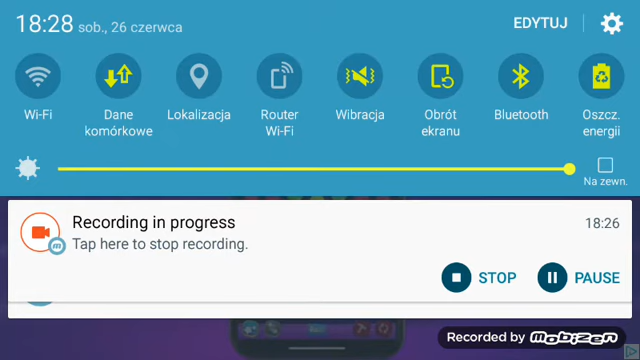 18:28 sob., 26 czerwca
EDYTUJ
Wi-Fi
Dane komórkowe
Lokalizacja
Router Wi-Fi
Wibracja
Obrót ekranu
Bluetooth
Oszcz. energii
Na zewn.
Recording in progress
18:26
Tap here to stop recording.
STOP
PAUSE
Recorded by mobizen